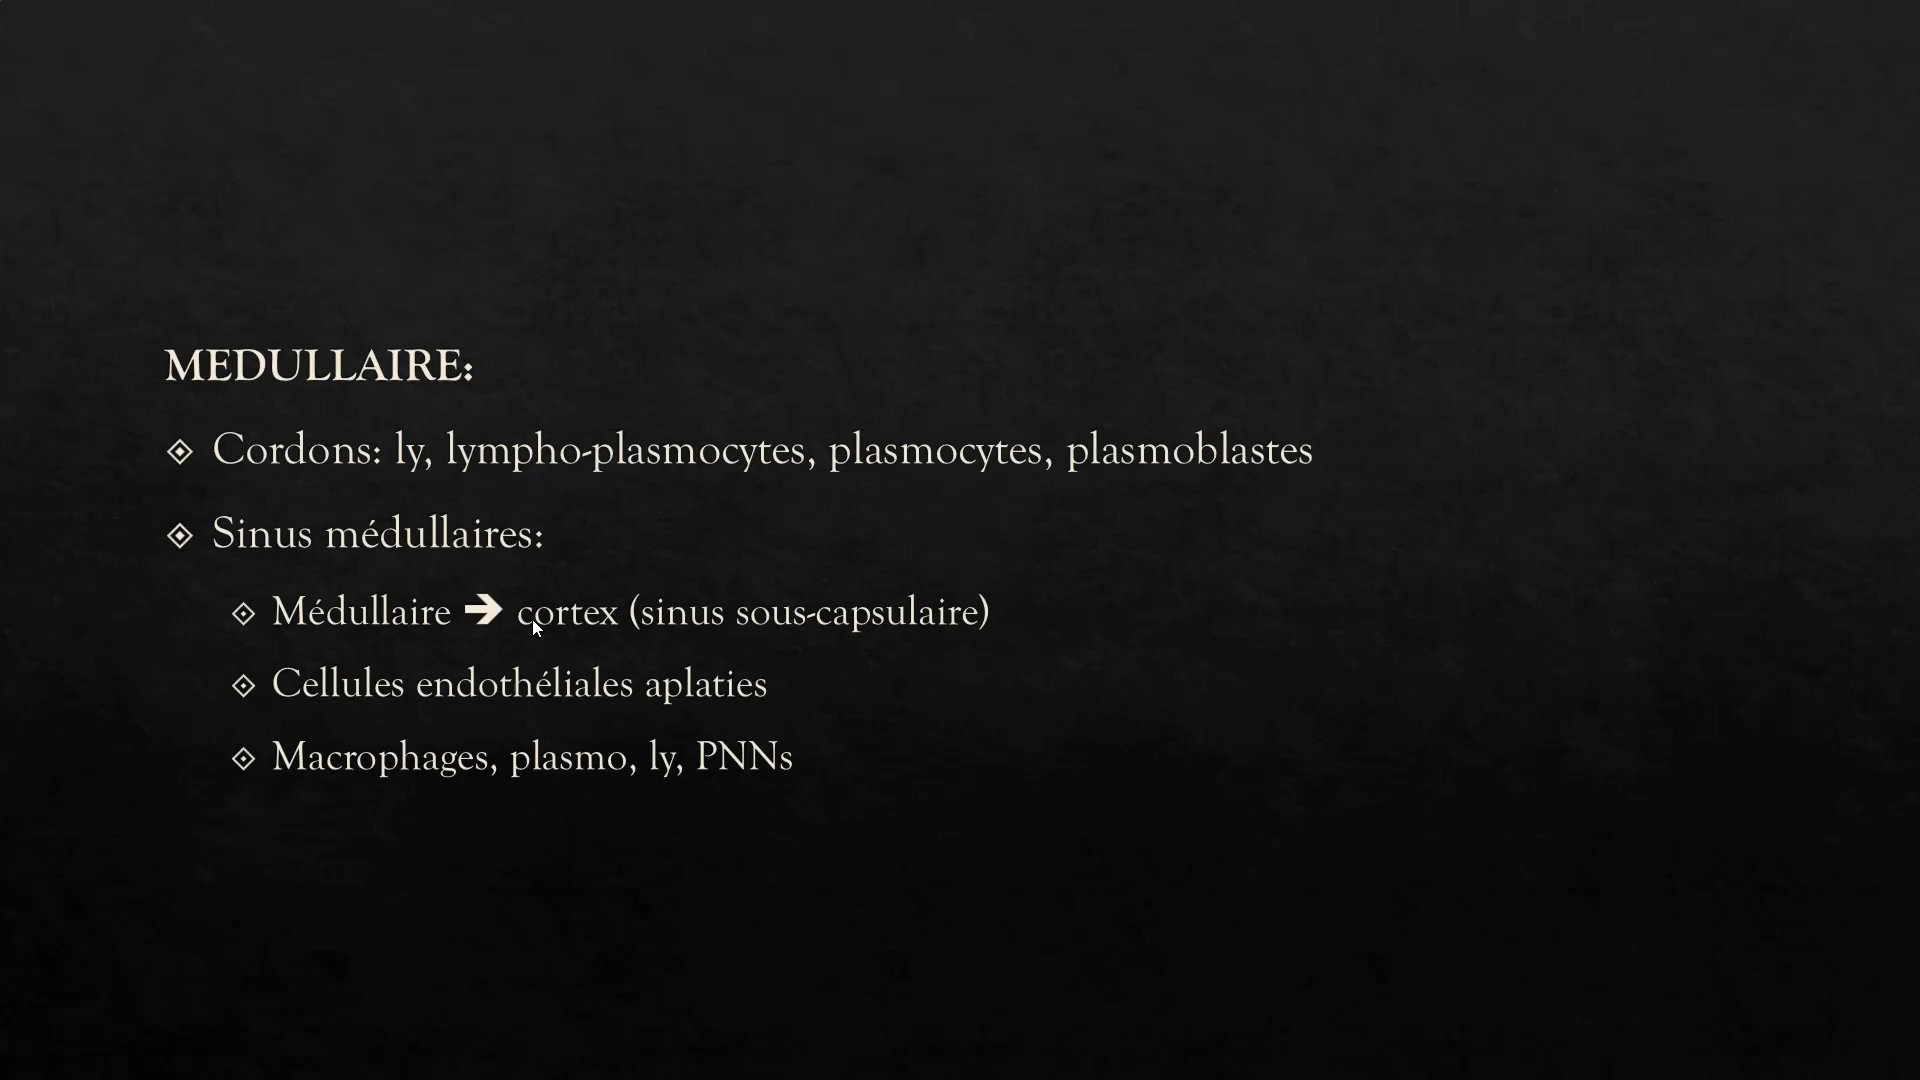 MEDULLAIRE:
Cordons: ly, lympho-plasmocytes, plasmocytes, plasmoblastes
Sinus médullaires:
Médullaire ➔ cortex (sinus sous-capsulaire)
Cellules endothéliales aplaties
Macrophages, plasmo, ly, PNNs